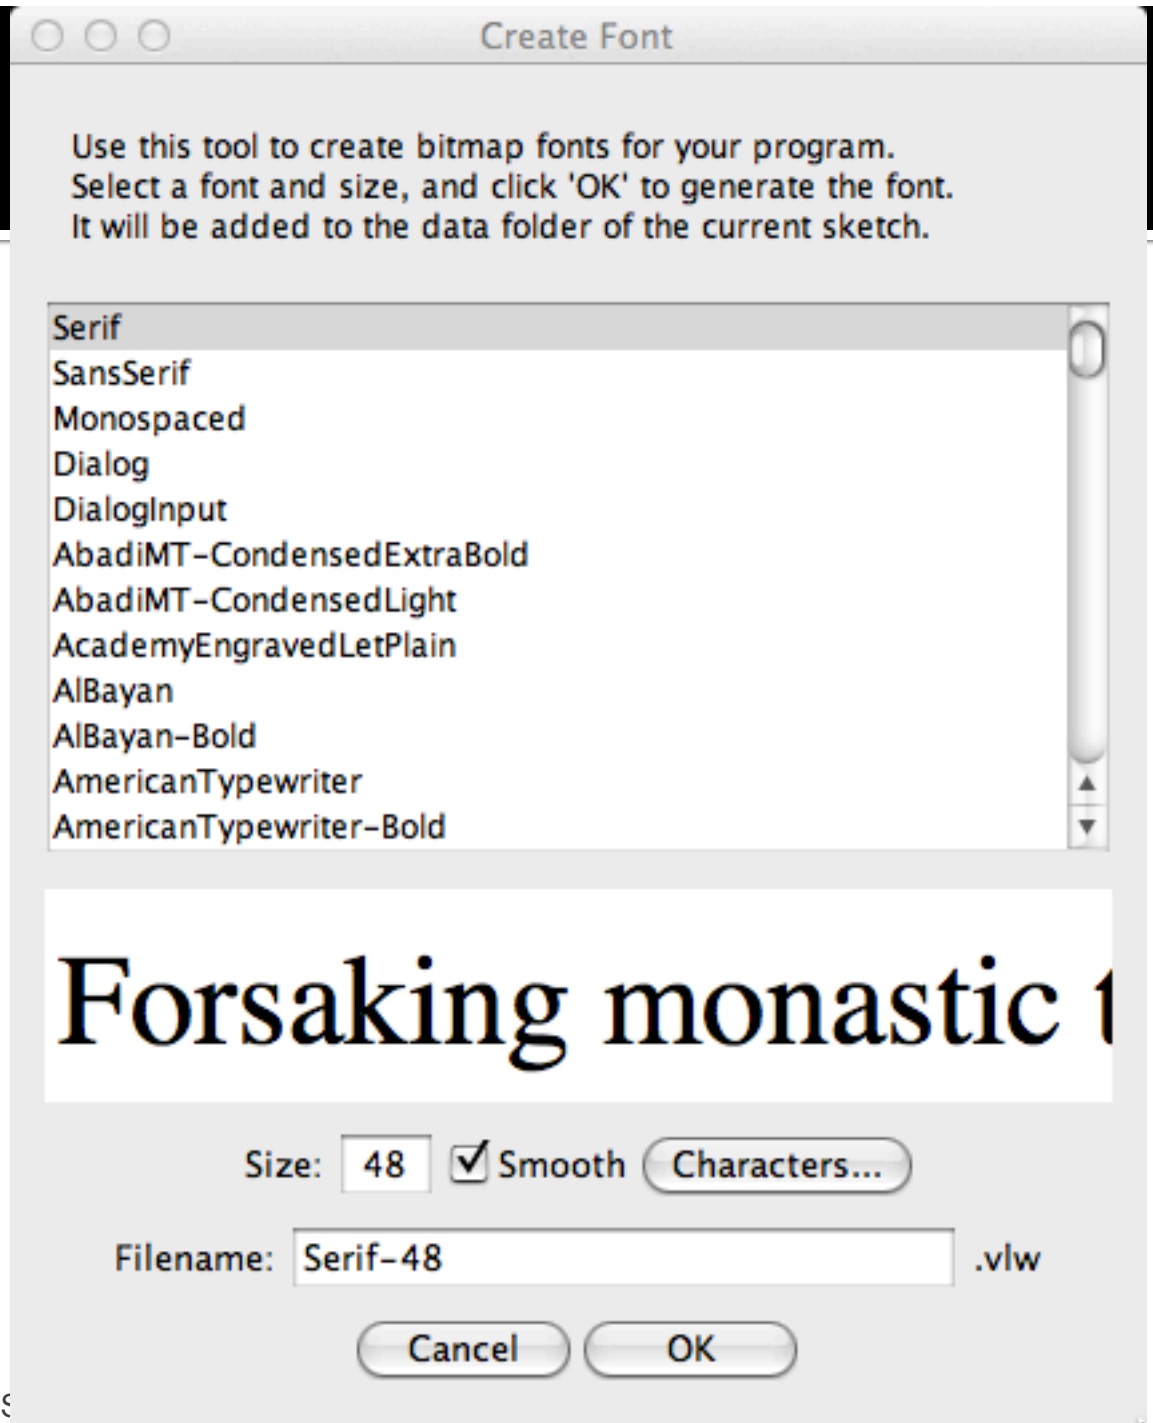 Create Font
Use this tool to create bitmap fonts for your program.
Select a font and size, and click 'OK' to generate the font.
It will be added to the data folder of the current sketch.
Serif
SansSerif
Monospaced
Dialog
DialogInput
AbadiMT-CondensedExtraBold
AbadiMT-CondensedLight
AcademyEngravedLetPlain
AlBayan
AlBayan-Bold
AmericanTypewriter
AmericanTypewriter-Bold
Forsaking monastic t
Size: 48 Smooth Characters...
Filename: Serif-48 .vlw
Cancel OK